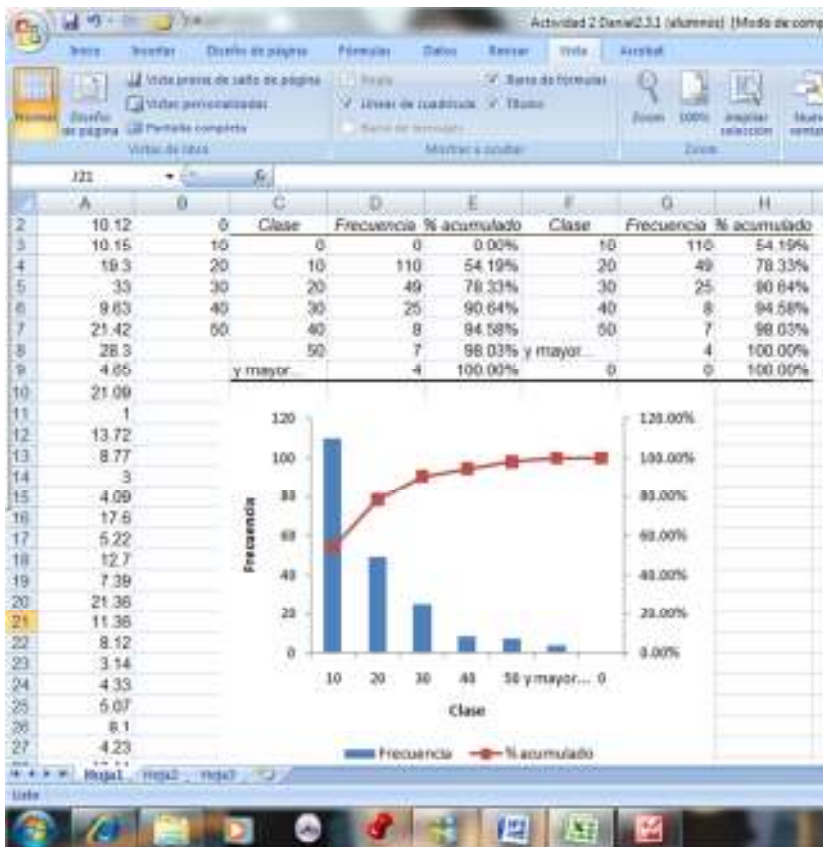 Actividad 2 Daniel2.3.1 (alumnos) [Modo de comp
Inicio Insertar Diseño de página Fórmulas Datos Revisar Vista Acrobat
Normal Diseño de página
Vista previa de salto de página
Vistas personalizadas
Pantalla completa
Vistas de libro
Regla Barra de fórmulas
Líneas de cuadrícula Títulos
Barra de mensajes
Mostrar u ocultar
Zoom 100% Ampliar selección
Zoom
J21 fx
A B C D E F G H
2 10.12 0 Clase Frecuencia % acumulado Clase Frecuencia % acumulado
3 10.15 10 0 0 0.00% 10 110 54.19%
4 19.3 20 10 110 54.19% 20 49 78.33%
5 33 30 20 49 78.33% 30 25 90.64%
6 9.63 40 30 25 90.64% 40 8 94.58%
7 21.42 50 40 8 94.58% 50 7 98.03%
8 28.3 50 7 98.03% y mayor... 4 100.00%
9 4.65 y mayor... 4 100.00% 0 0 100.00%
10 21.09
11 1
12 13.72
13 8.77
14 3
15 4.09
16 17.5
17 5.22
18 12.7
19 7.39
20 21.36
21 11.36
22 8.12
23 3.14
24 4.33
25 5.07
26 8.1
27 4.23
120 120.00%
100 100.00%
80 80.00%
60 60.00%
40 40.00%
20 20.00%
0 0.00%
Frecuencia
10 20 30 40 50 y mayor... 0
Clase
Frecuencia % acumulado
Hoja1 Hoja2 Hoja3
Listo